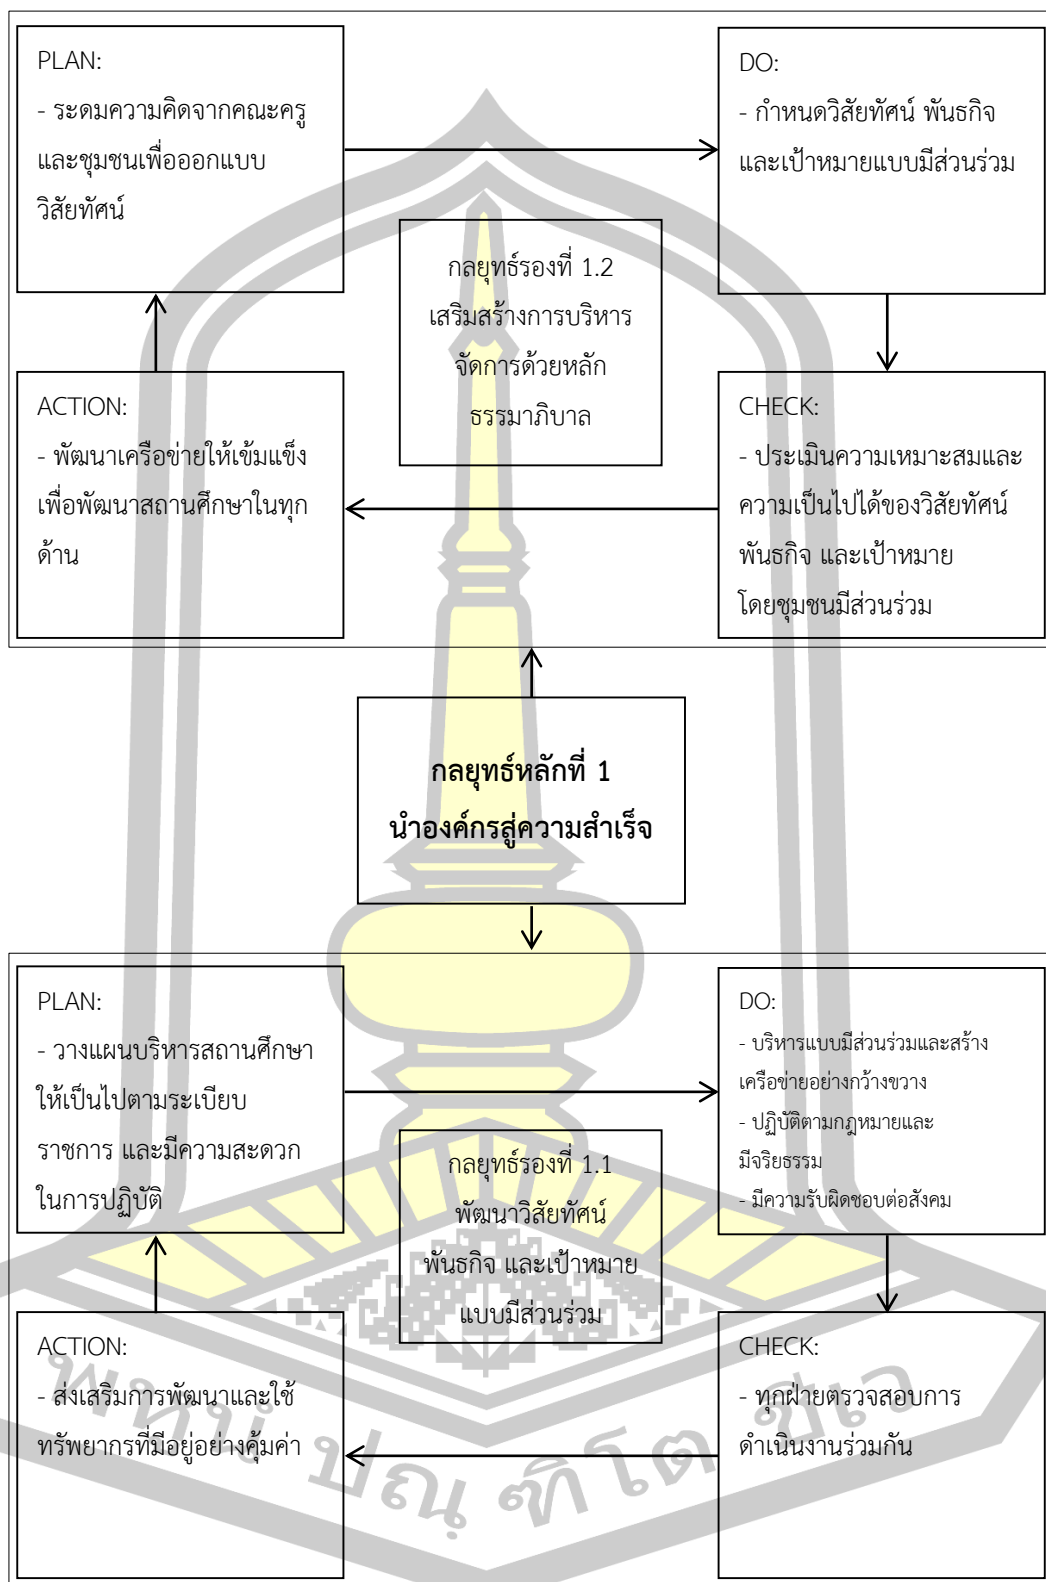 PLAN:
- ระดมความคิดจากคณะครู
และชุมชนเพื่อออกแบบ
วิสัยทัศน์
DO:
- กำหนดวิสัยทัศน์ พันธกิจ
และเป้าหมายแบบมีส่วนร่วม
กลยุทธ์รองที่ 1.2
เสริมสร้างการบริหาร
จัดการด้วยหลัก
ธรรมาภิบาล
ACTION:
- พัฒนาเครือข่ายให้เข้มแข็ง
เพื่อพัฒนาสถานศึกษาในทุก
ด้าน
CHECK:
- ประเมินความเหมาะสมและ
ความเป็นไปได้ของวิสัยทัศน์
พันธกิจ และเป้าหมาย
โดยชุมชนมีส่วนร่วม
กลยุทธ์หลักที่ 1
นำองค์กรสู่ความสำเร็จ
PLAN:
- วางแผนบริหารสถานศึกษา
ให้เป็นไปตามระเบียบ
ราชการ และมีความสะดวก
ในการปฏิบัติ
DO:
- บริหารแบบมีส่วนร่วมและสร้าง
เครือข่ายอย่างกว้างขวาง
- ปฏิบัติตามกฎหมายและ
มีจริยธรรม
- มีความรับผิดชอบต่อสังคม
กลยุทธ์รองที่ 1.1
พัฒนาวิสัยทัศน์
พันธกิจ และเป้าหมาย
แบบมีส่วนร่วม
ACTION:
- ส่งเสริมการพัฒนาและใช้
ทรัพยากรที่มีอยู่อย่างคุ้มค่า
CHECK:
- ทุกฝ่ายตรวจสอบการ
ดำเนินงานร่วมกัน
พหุนํ ปณฺฑิโต ชีเว